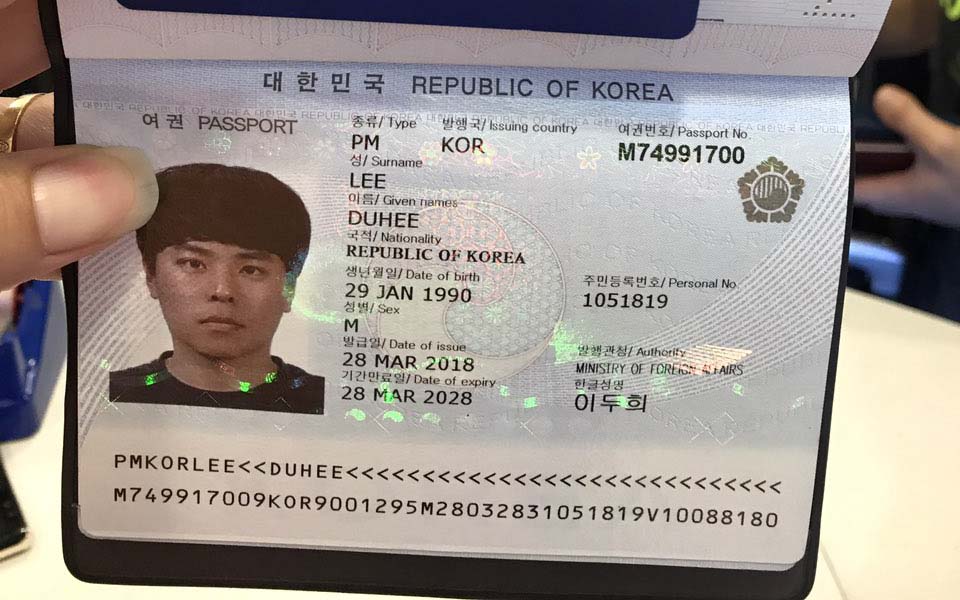 대한민국 REPUBLIC OF KOREA
여권 PASSPORT
종류/ Type 발행국/ Issuing country 여권번호/ Passport No.
PM KOR M74991700
성/ Surname
LEE
이름/ Given names
DUHEE
국적/ Nationality
REPUBLIC OF KOREA
생년월일/ Date of birth 주민등록번호/ Personal No.
29 JAN 1990 1051819
성별/ Sex
M
발급일/ Date of issue 발행관청/ Authority
28 MAR 2018 MINISTRY OF FOREIGN AFFAIRS
기간만료일/ Date of expiry 한글성명
28 MAR 2028 이두희
PMKORLEE<<DUHEE<<<<<<<<<<<<<<<<<<<<<<<<<<<<<
M749917009KOR9001295M28032831051819V10088180